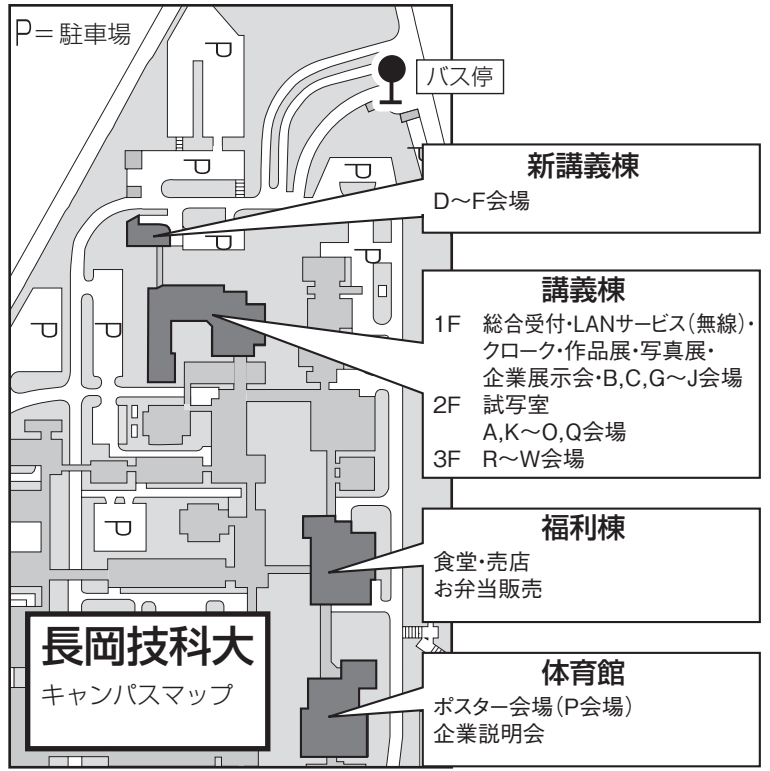 P＝駐車場
P
バス停
P
P
P
P
P
P
P
新講義棟
D～F会場
講義棟
1F 総合受付・LANサービス（無線）・
クローク・作品展・写真展・
企業展示会・B,C,G～J会場
2F 試写室
A,K～O,Q会場
3F R～W会場
福利棟
食堂・売店
お弁当販売
体育館
ポスター会場（P会場）
企業説明会
長岡技科大
キャンパスマップ